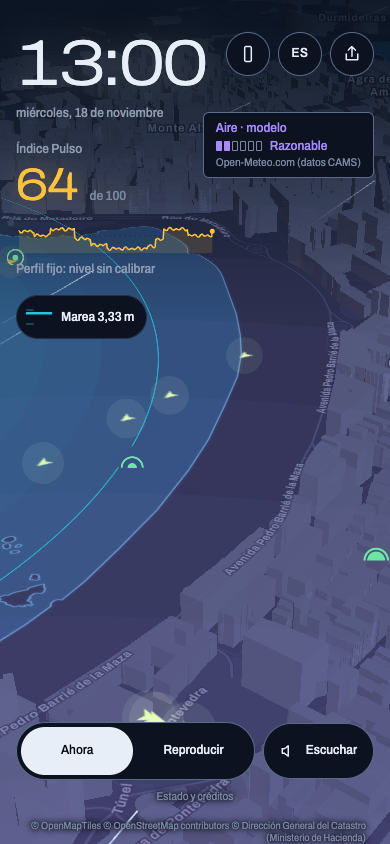 Durmideras
13:00
ES
miércoles, 18 de noviembre
Monte Al
Aire · modelo
Razonable
Open-Meteo.com (datos CAMS)
Índice Pulso
64 de 100
Perfil fijo: nivel sin calibrar
Marea 3,33 m
Avenida Pedro Barrié de la Maza
Avenida Pedro Barrié de la Maza
Pedro Barrié de la Maza
Ahora
Reproducir
Escuchar
Túnel
Estado y créditos
© OpenMapTiles © OpenStreetMap contributors © Dirección General del Catastro
(Ministerio de Hacienda)